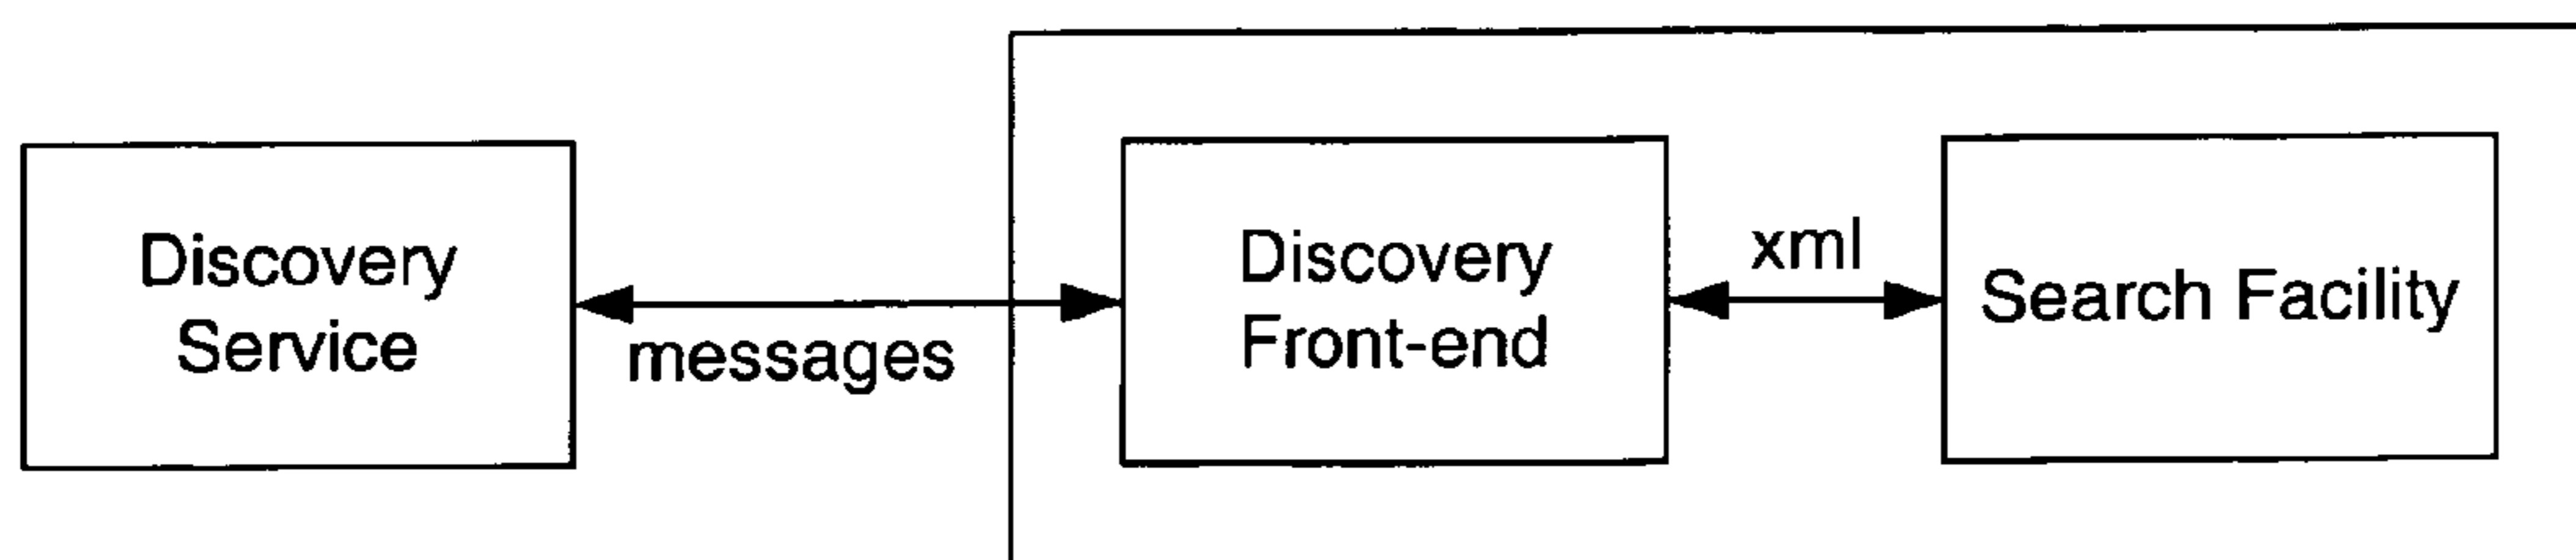 Discovery
Service
messages
Discovery
Front-end
xml
Search Facility